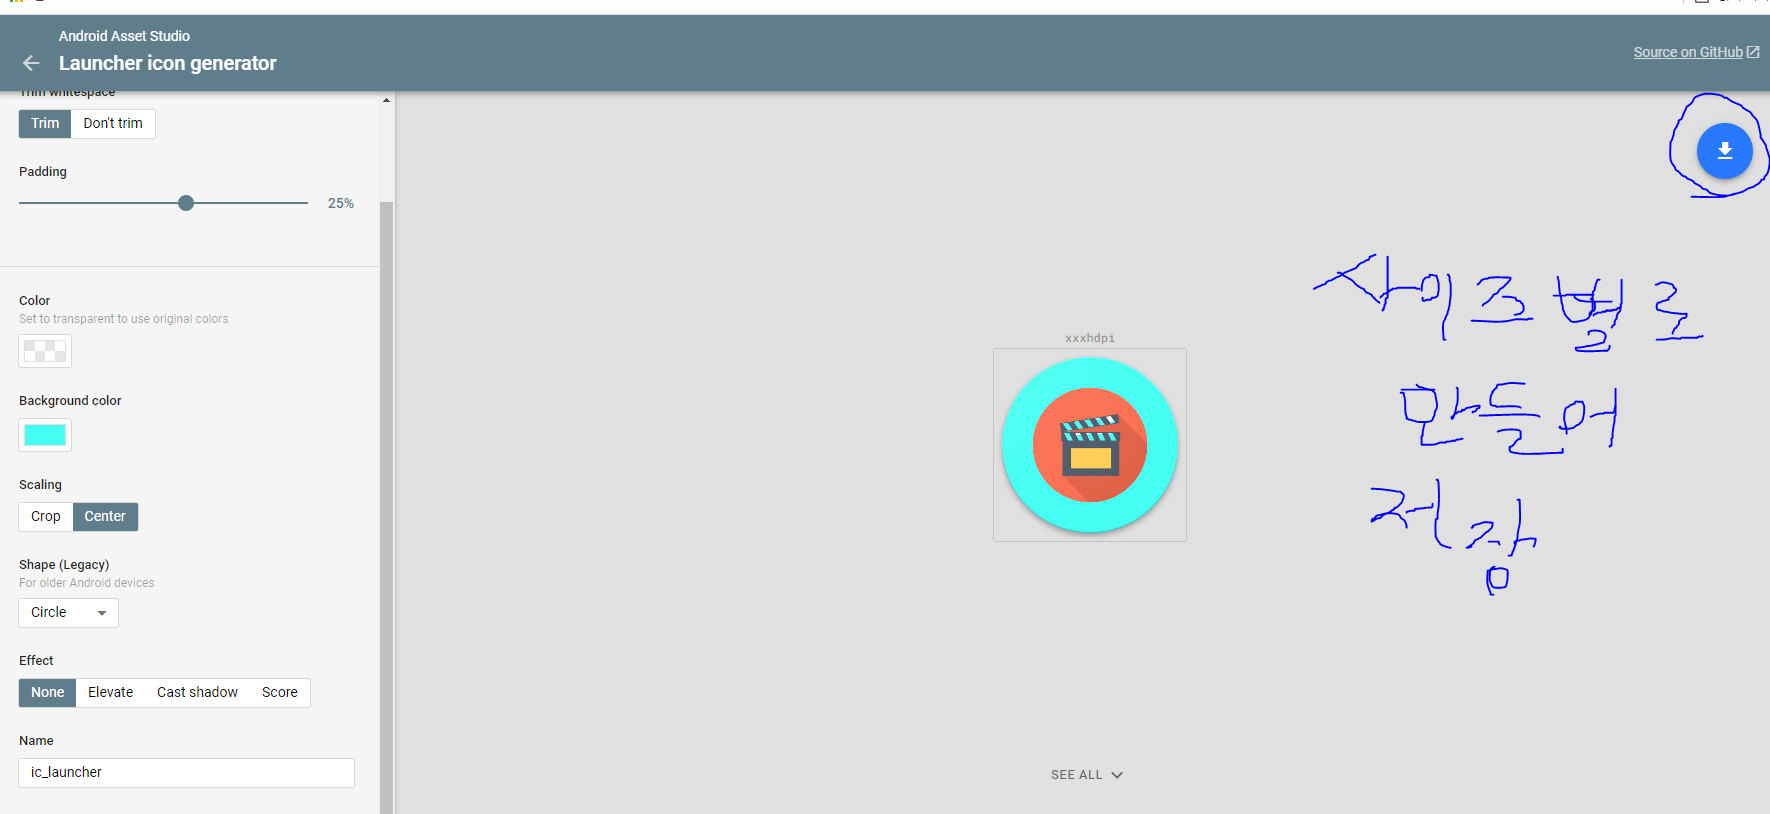 Android Asset Studio
Launcher icon generator
Source on GitHub
Trim whitespace
Trim
Don't trim
Padding
25%
Color
Set to transparent to use original colors
Background color
Scaling
Crop
Center
Shape (Legacy)
For older Android devices
Circle
Effect
None
Elevate
Cast shadow
Score
Name
ic_launcher
xxxhdpi
SEE ALL
사이즈 별로
만들어